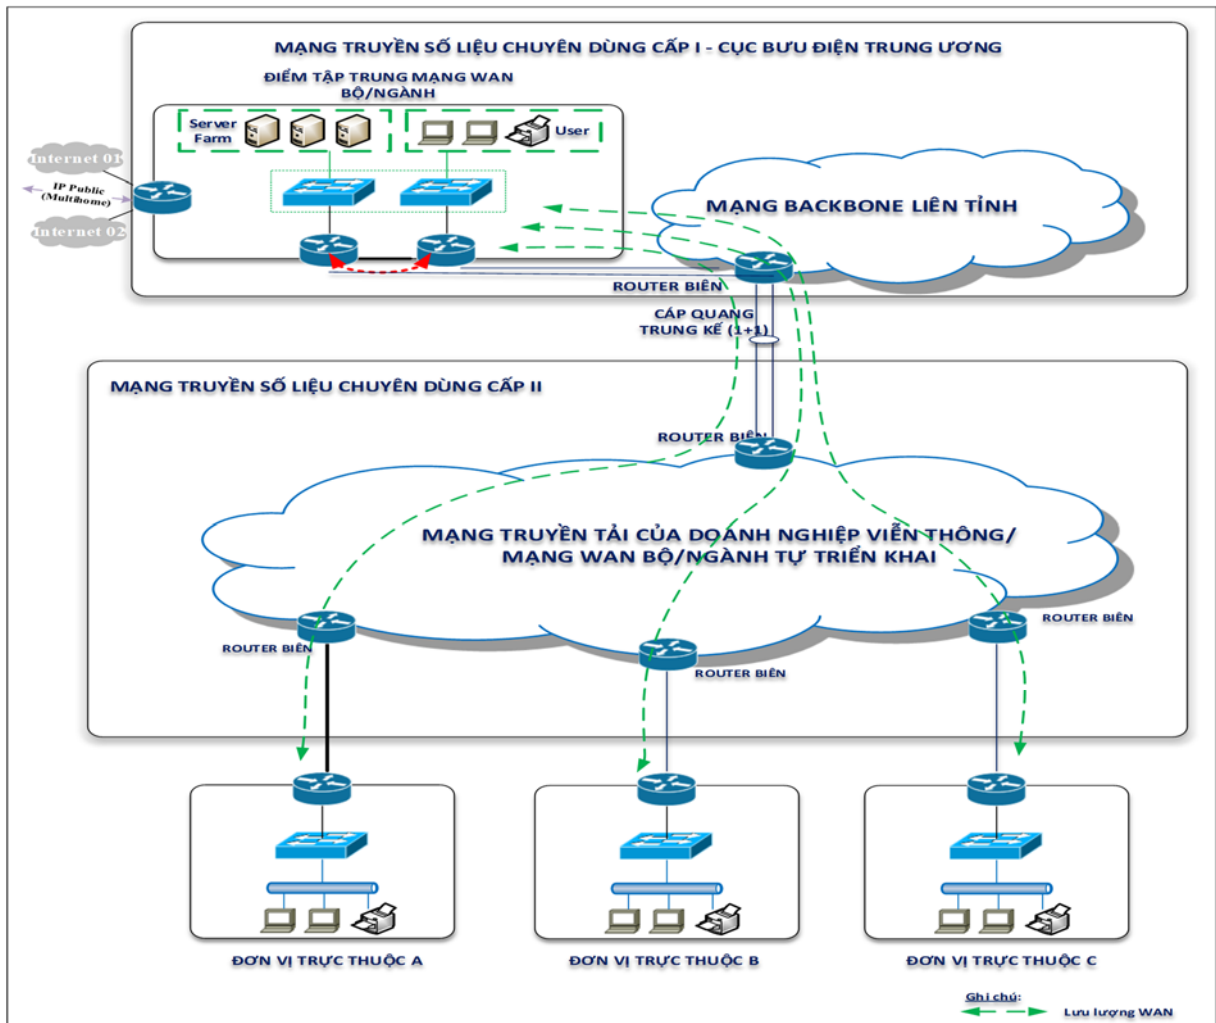 MẠNG TRUYỀN SỐ LIỆU CHUYÊN DÙNG CẤP I - CỤC BƯU ĐIỆN TRUNG ƯƠNG
ĐIỂM TẬP TRUNG MẠNG WAN
BỘ/NGÀNH
Server
Farm
User
Internet 01
IP Public
(Multihome)
Internet 02
MẠNG BACKBONE LIÊN TỈNH
ROUTER BIÊN
CÁP QUANG
TRUNG KẾ (1+1)
MẠNG TRUYỀN SỐ LIỆU CHUYÊN DÙNG CẤP II
ROUTER BIÊN
MẠNG TRUYỀN TẢI CỦA DOANH NGHIỆP VIỄN THÔNG/
MẠNG WAN BỘ/NGÀNH TỰ TRIỂN KHAI
ROUTER BIÊN
ROUTER BIÊN
ROUTER BIÊN
ĐƠN VỊ TRỰC THUỘC A
ĐƠN VỊ TRỰC THUỘC B
ĐƠN VỊ TRỰC THUỘC C
Ghi chú:
Lưu lượng WAN